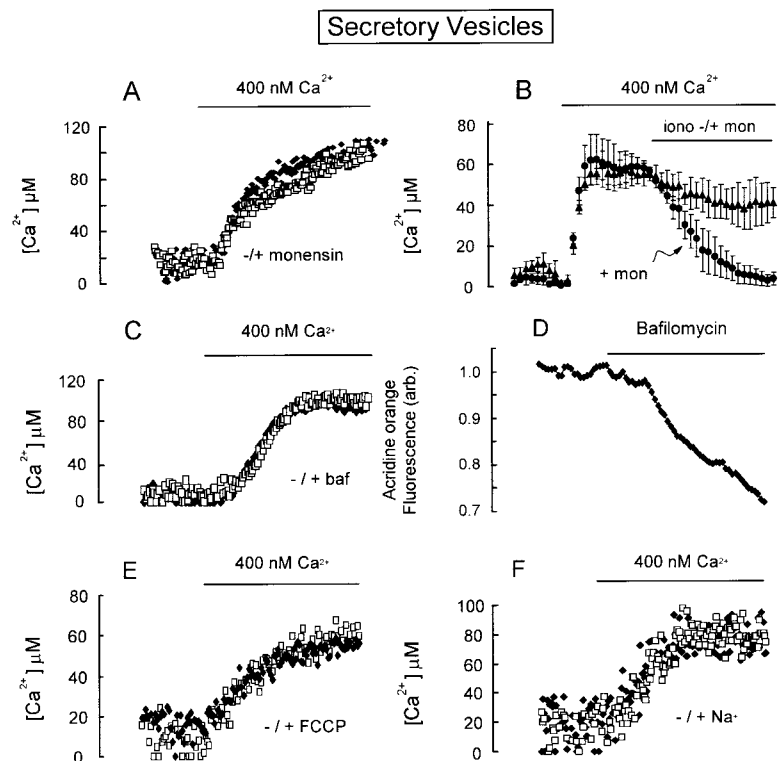 Secretory Vesicles
A
400 nM Ca2+
120
80
40
0
[Ca2+] μM
-/+ monensin
B
400 nM Ca2+
iono -/+ mon
80
60
40
20
0
[Ca2+] μM
+ mon
C
400 nM Ca2+
120
80
40
0
[Ca2+] μM
- / + baf
D
Bafilomycin
1.0
0.9
0.8
0.7
Acridine orange
Fluorescence (arb.)
E
400 nM Ca2+
80
60
40
20
0
[Ca2+] μM
- / + FCCP
F
400 nM Ca2+
100
80
60
40
20
0
[Ca2+] μM
- / + Na+